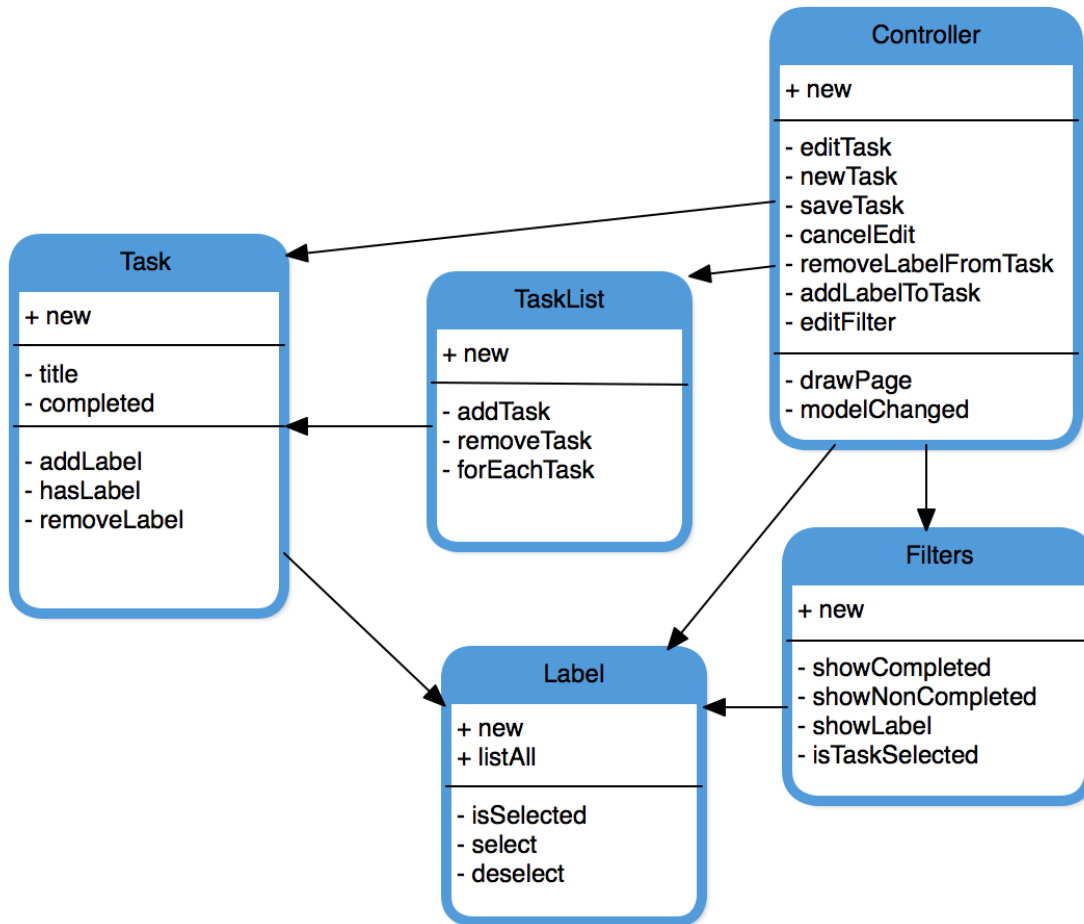 Controller
+ new
- editTask
- newTask
- saveTask
- cancelEdit
- removeLabelFromTask
- addLabelToTask
- editFilter
- drawPage
- modelChanged
Task
+ new
- title
- completed
- addLabel
- hasLabel
- removeLabel
TaskList
+ new
- addTask
- removeTask
- forEachTask
Filters
+ new
- showCompleted
- showNonCompleted
- showLabel
- isTaskSelected
Label
+ new
+ listAll
- isSelected
- select
- deselect